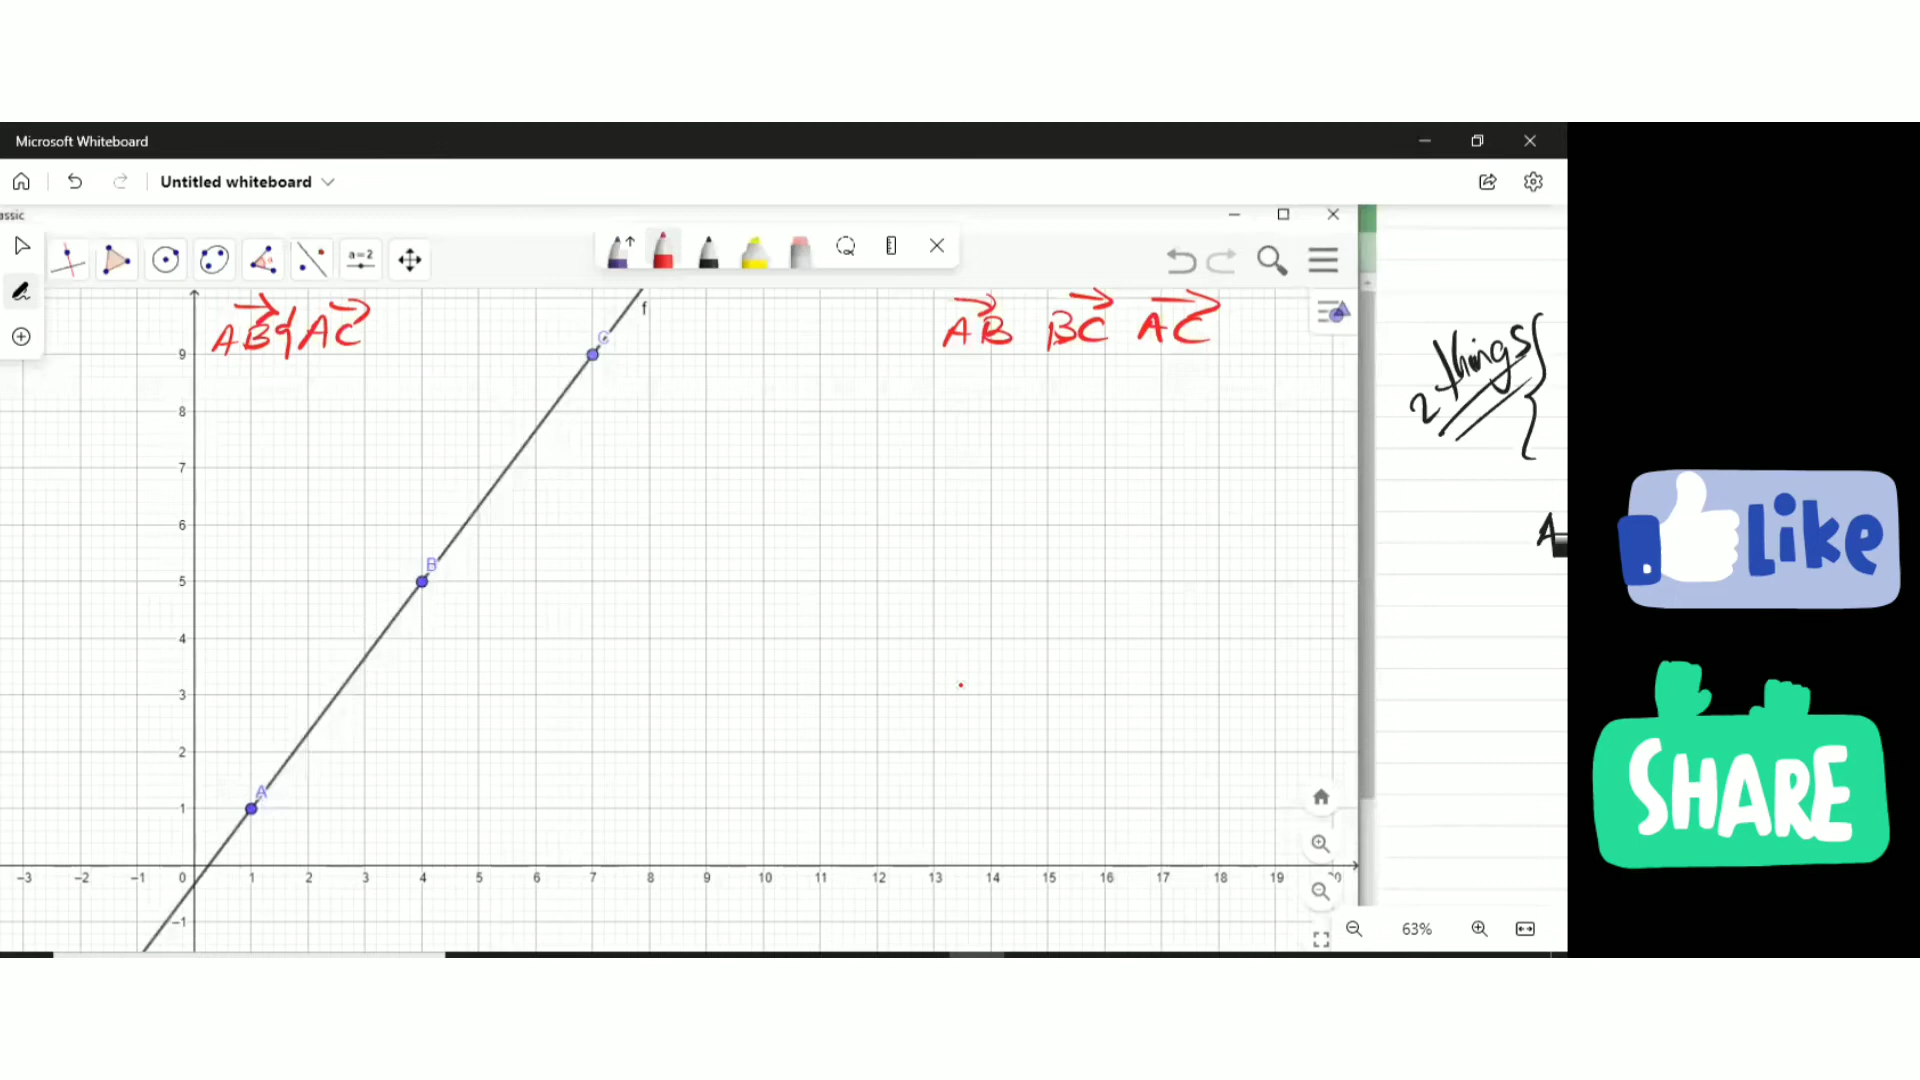 Microsoft Whiteboard
Untitled whiteboard
assic
a=2
AB & AC
AB BC AC
f
C
B
A
9
8
7
6
5
4
3
2
1
-3 -2 -1 0 1 2 3 4 5 6 7 8 9 10 11 12 13 14 15 16 17 18 19 20
-1
2 things
A
63%
Like
SHARE